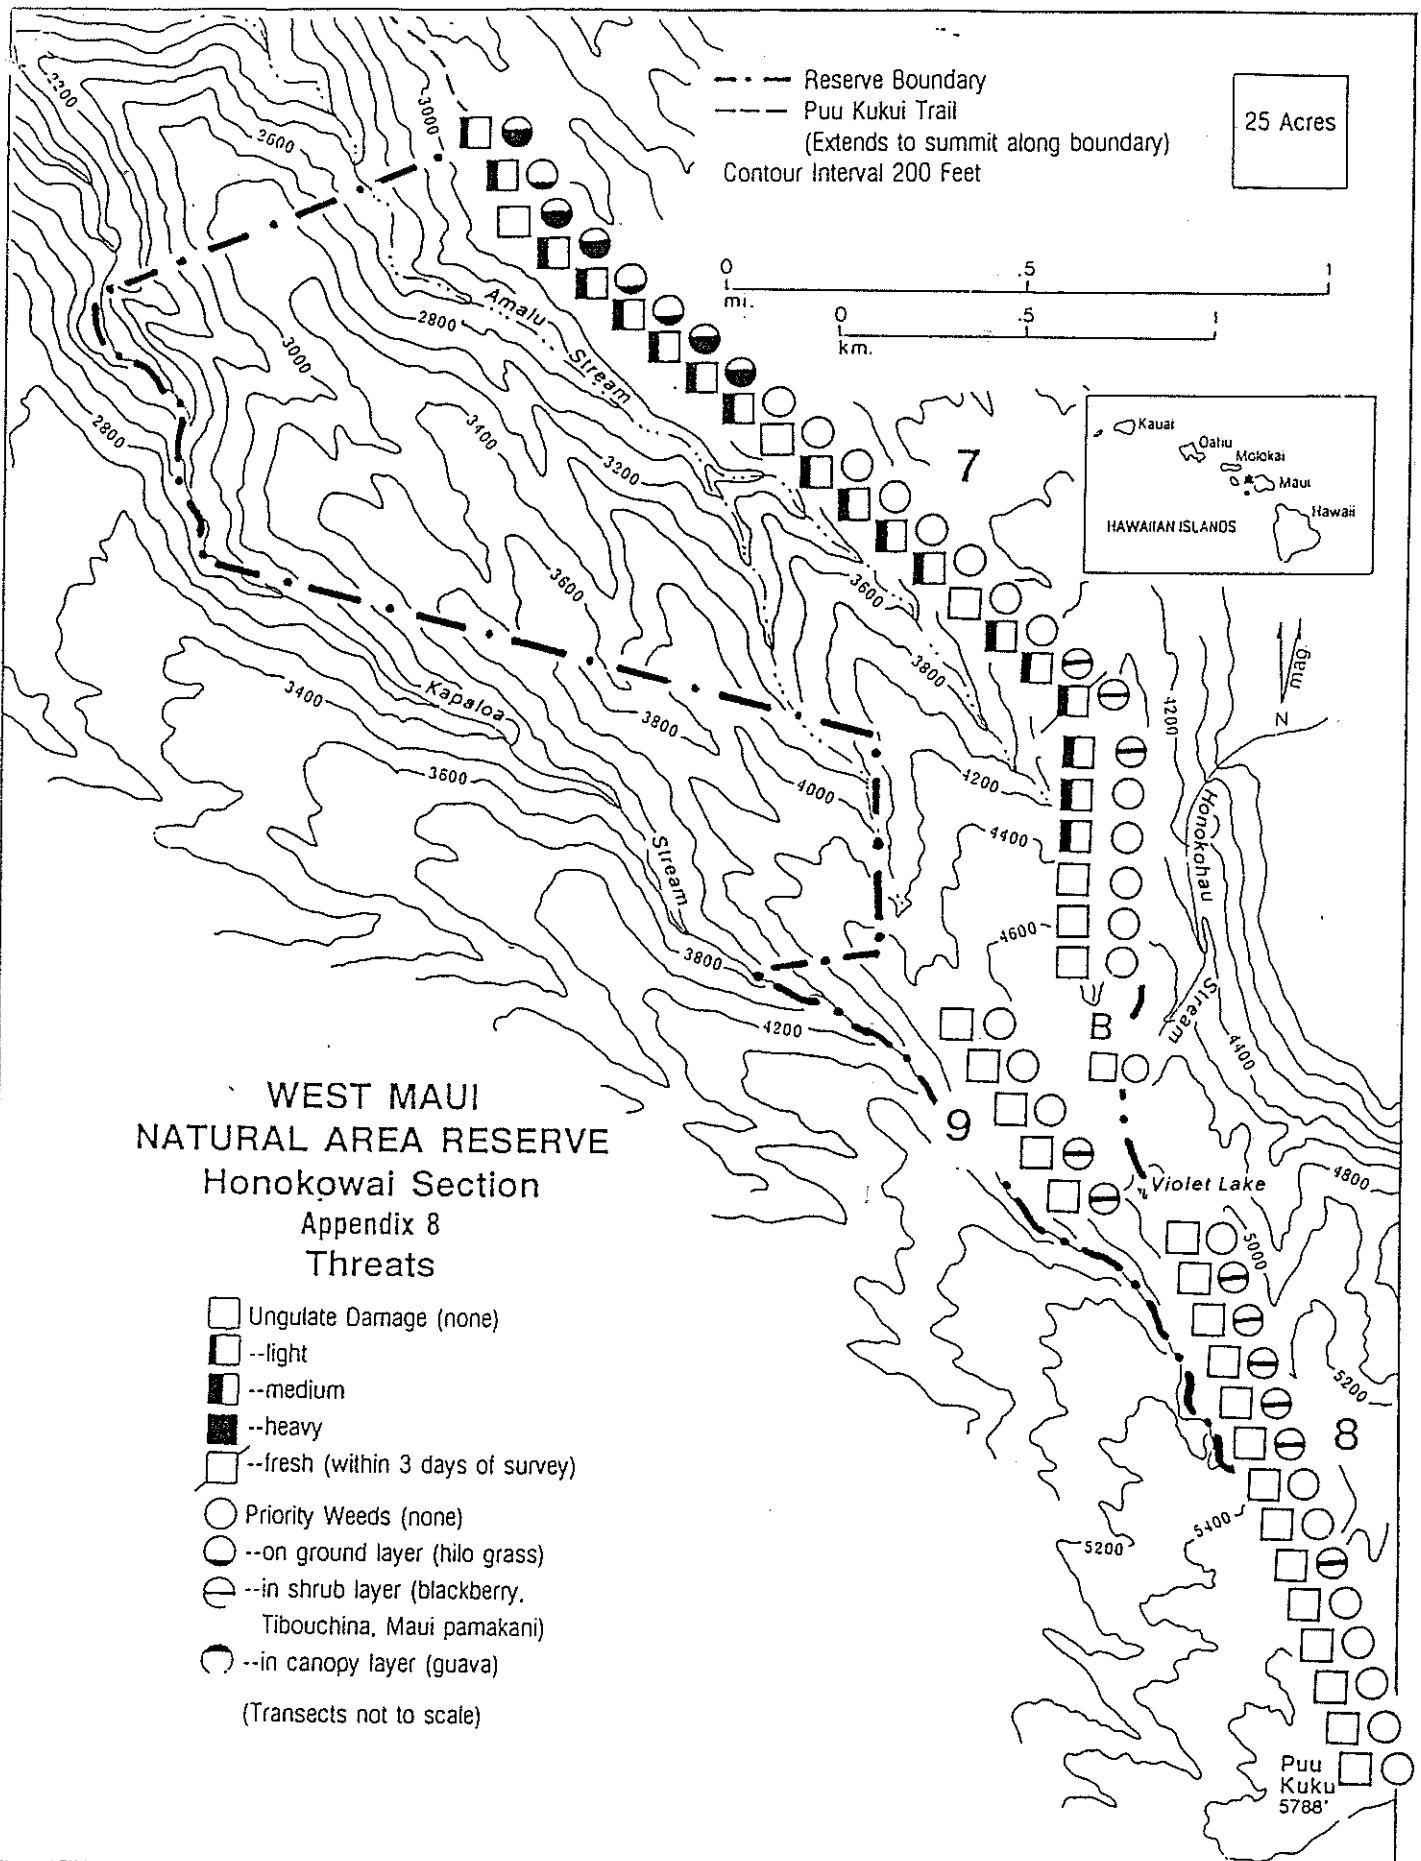 Reserve Boundary
Puu Kukui Trail
(Extends to summit along boundary)
Contour Interval 200 Feet
25 Acres
0 .5 1
mi.
0 .5 1
km.
Kauai
Oahu
Molokai
Maui
Hawaii
HAWAIIAN ISLANDS
mag.
N
2200
2600
3000
Amalu
Stream
2800
3000
2800
3400
3200
7
3600
3600
3800
3400
Kapaloa
3800
3600
4000
4200
4200
4400
Honokohau
Stream
Stream
3800
4600
4200
B
4400
9
4800
Violet Lake
5000
5200
8
5400
5200
Puu
Kuku
5788'
WEST MAUI
NATURAL AREA RESERVE
Honokowai Section
Appendix 8
Threats
Ungulate Damage (none)
--light
--medium
--heavy
--fresh (within 3 days of survey)
Priority Weeds (none)
--on ground layer (hilo grass)
--in shrub layer (blackberry,
Tibouchina, Maui pamakani)
--in canopy layer (guava)
(Transects not to scale)